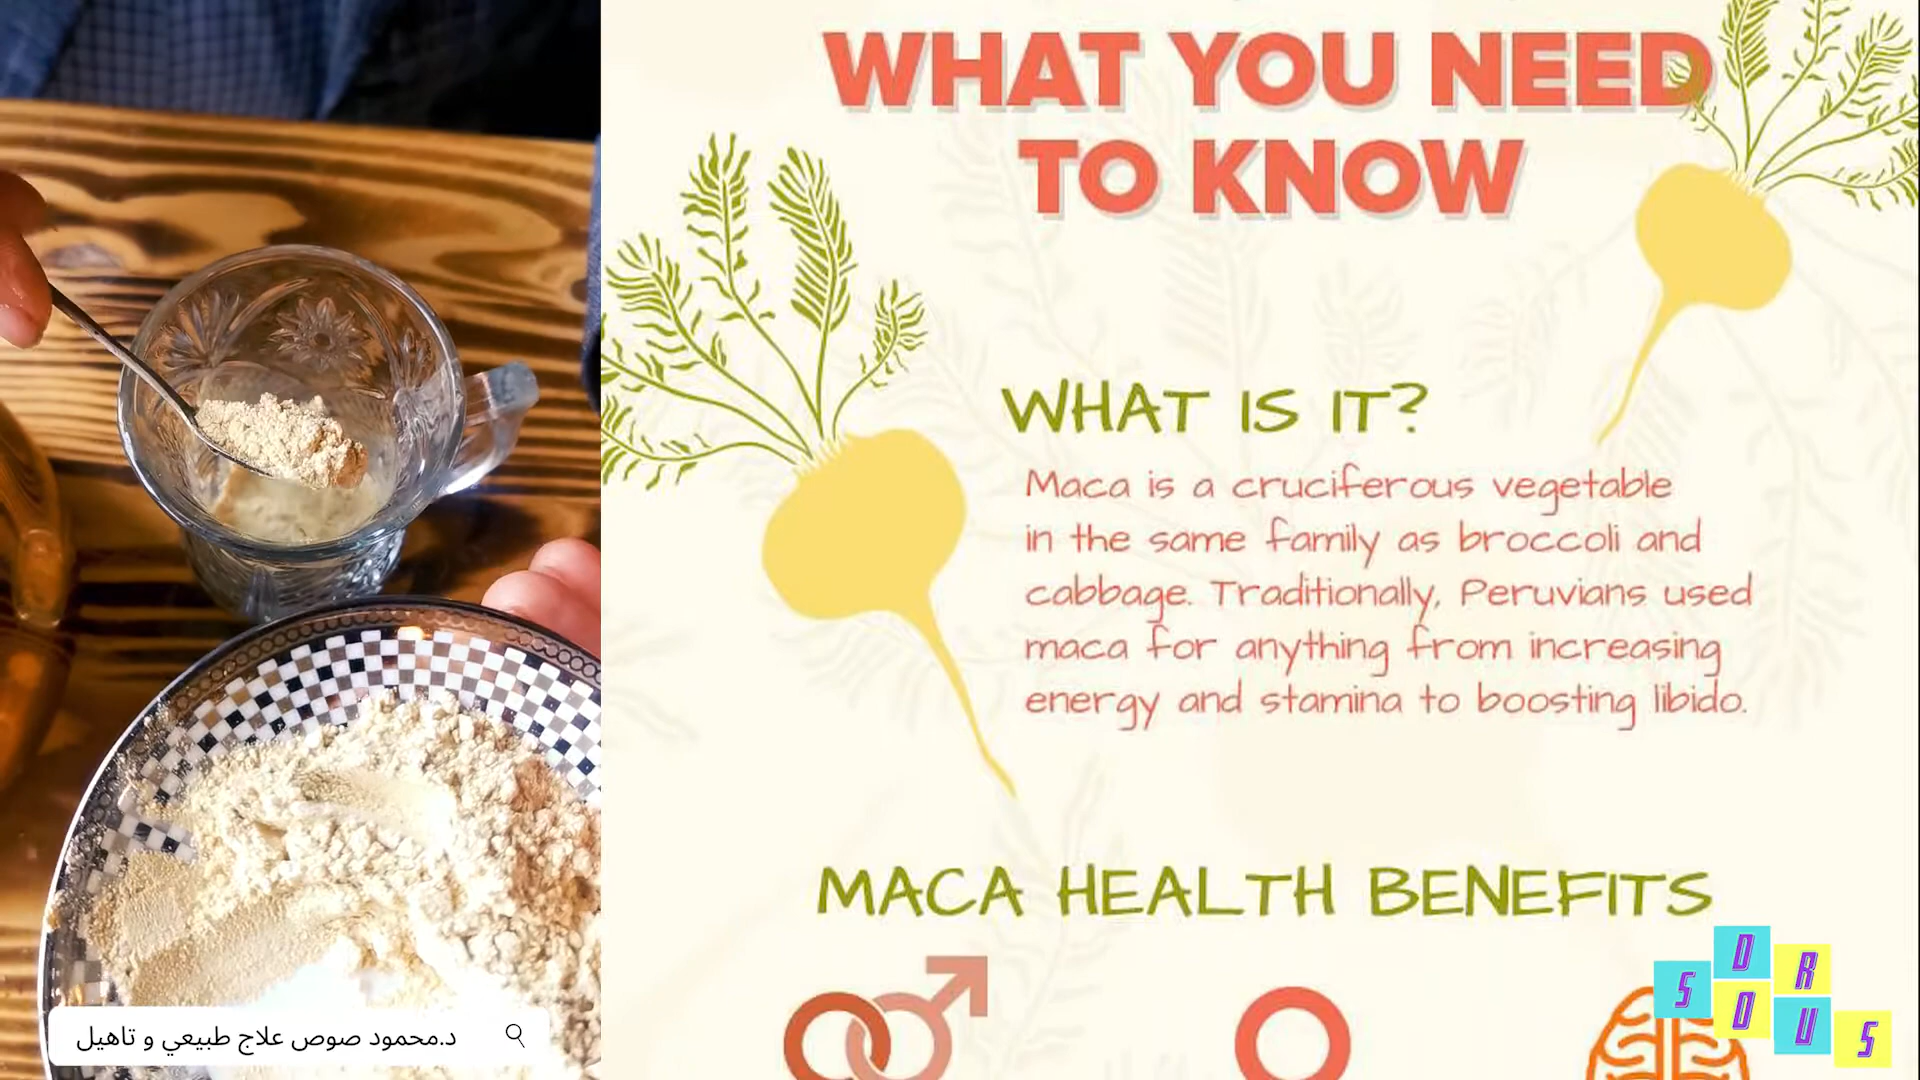 WHAT YOU NEED
TO KNOW
WHAT IS IT?
Maca is a cruciferous vegetable
in the same family as broccoli and
cabbage. Traditionally, Peruvians used
maca for anything from increasing
energy and stamina to boosting libido.
MACA HEALTH BENEFITS
د.محمود صوص علاج طبيعي و تاهيل
DR
SOUS